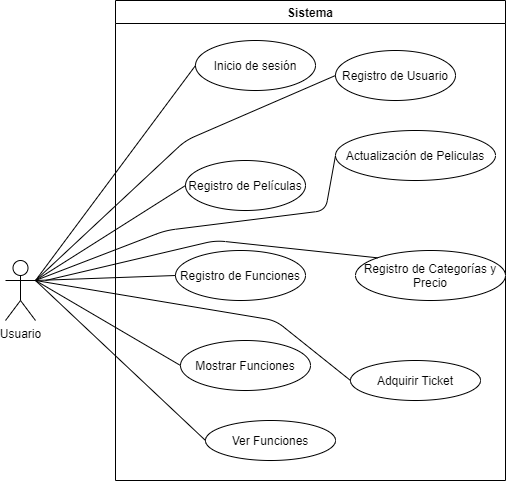 Sistema
Inicio de sesión
Registro de Usuario
Actualización de Peliculas
Registro de Películas
Registro de Funciones
Registro de Categorías y
Precio
Usuario
Mostrar Funciones
Adquirir Ticket
Ver Funciones